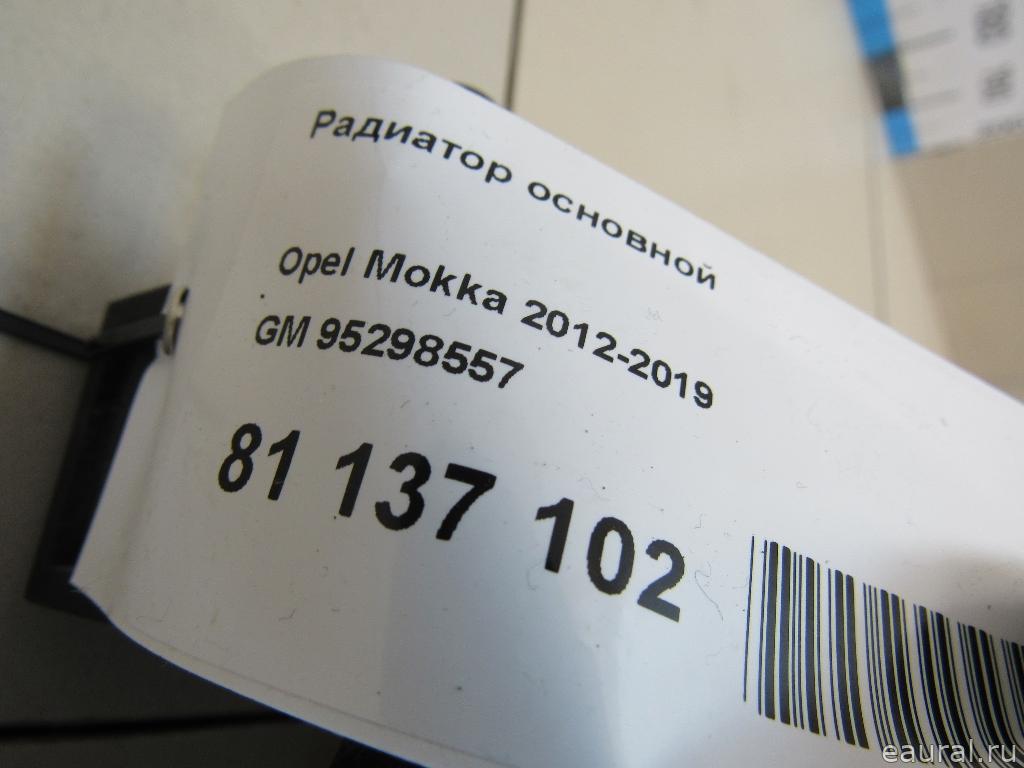 Радиатор основной
Opel Mokka 2012-2019
GM 95298557
81 137 102
eaural.ru